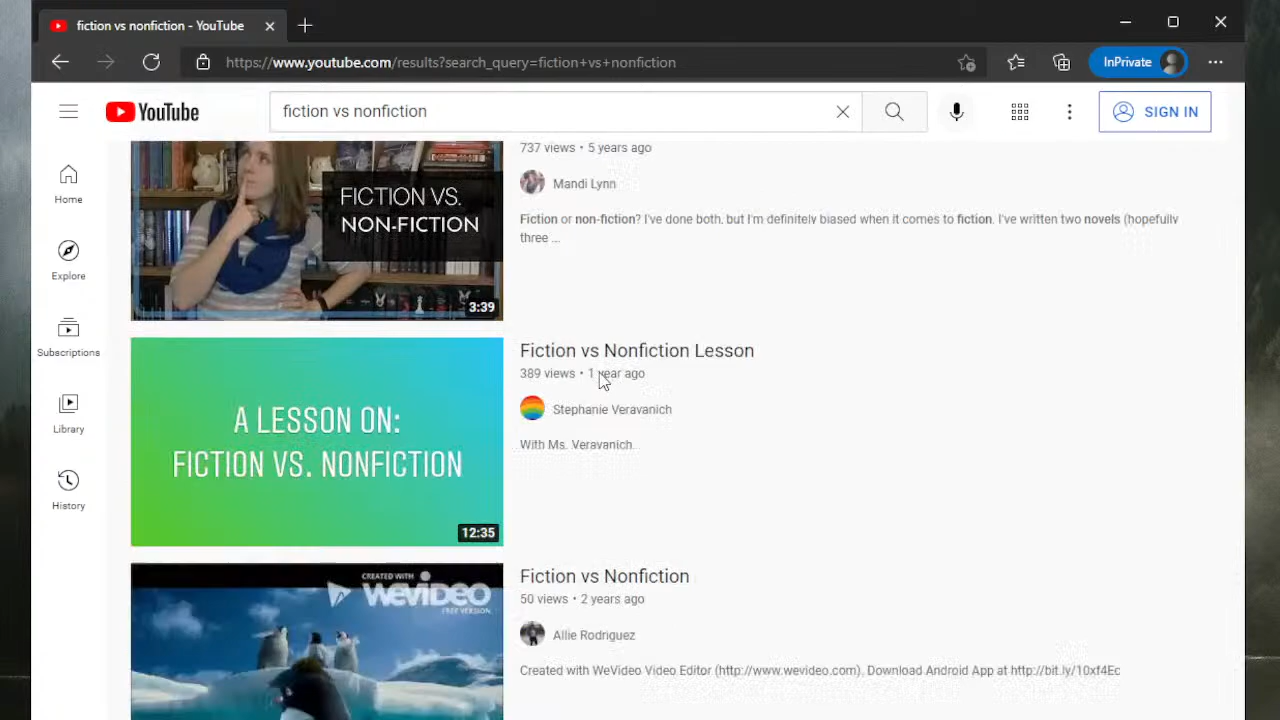 fiction vs nonfiction - YouTube
https://www.youtube.com/results?search_query=fiction+vs+nonfiction
InPrivate
YouTube
fiction vs nonfiction
SIGN IN
Home
Explore
Subscriptions
Library
History
FICTION VS.
NON-FICTION
3:39
737 views • 5 years ago
Mandi Lynn
Fiction or non-fiction? I've done both, but I'm definitely biased when it comes to fiction. I've written two novels (hopefully
three ...
A LESSON ON:
FICTION VS. NONFICTION
12:35
Fiction vs Nonfiction Lesson
389 views • 1 year ago
Stephanie Veravanich
With Ms. Veravanich.
CREATED WITH
WEVIDEO
FREE VERSION
Fiction vs Nonfiction
50 views • 2 years ago
Allie Rodriguez
Created with WeVideo Video Editor (http://www.wevideo.com). Download Android App at http://bit.ly/10xf4Ec